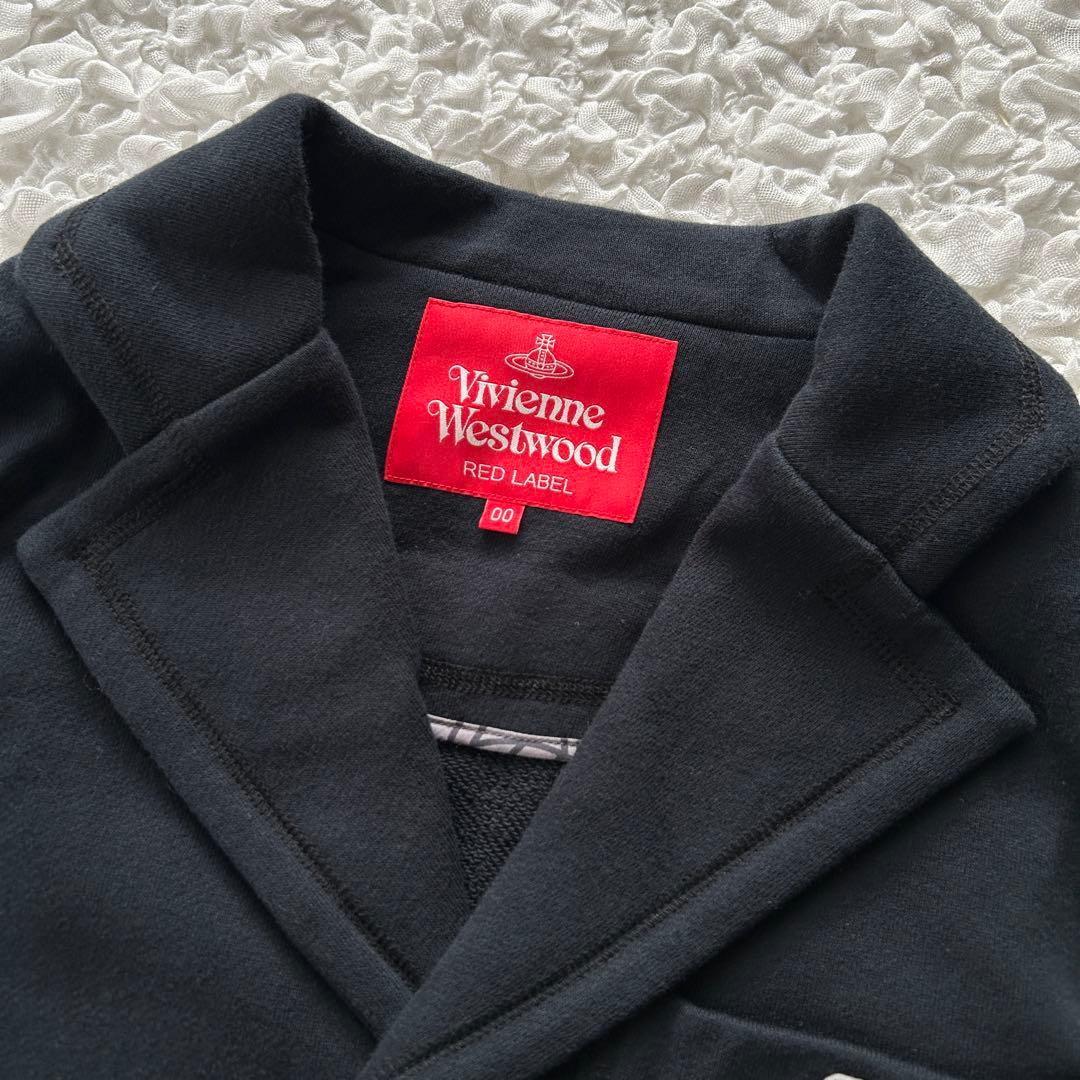 Vivienne
Westwood
RED LABEL
00